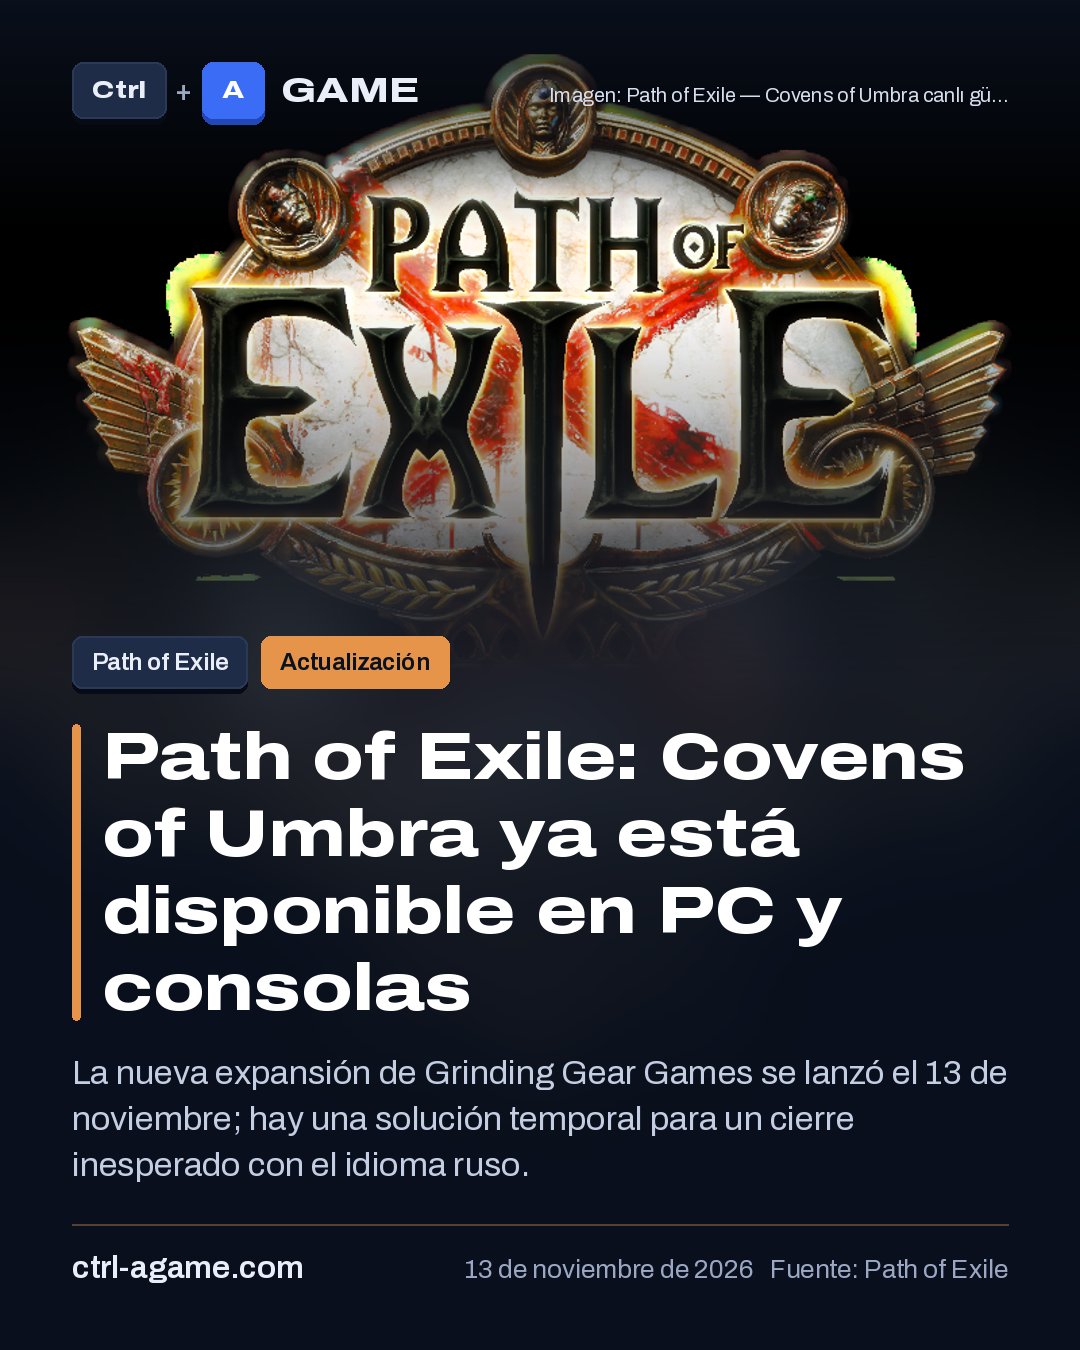 Ctrl + A GAME
Imagen: Path of Exile — Covens of Umbra canlı gü...
PATH OF
EXILE
Path of Exile
Actualización
Path of Exile: Covens
of Umbra ya está
disponible en PC y
consolas
La nueva expansión de Grinding Gear Games se lanzó el 13 de
noviembre; hay una solución temporal para un cierre
inesperado con el idioma ruso.
ctrl-agame.com
13 de noviembre de 2026 Fuente: Path of Exile